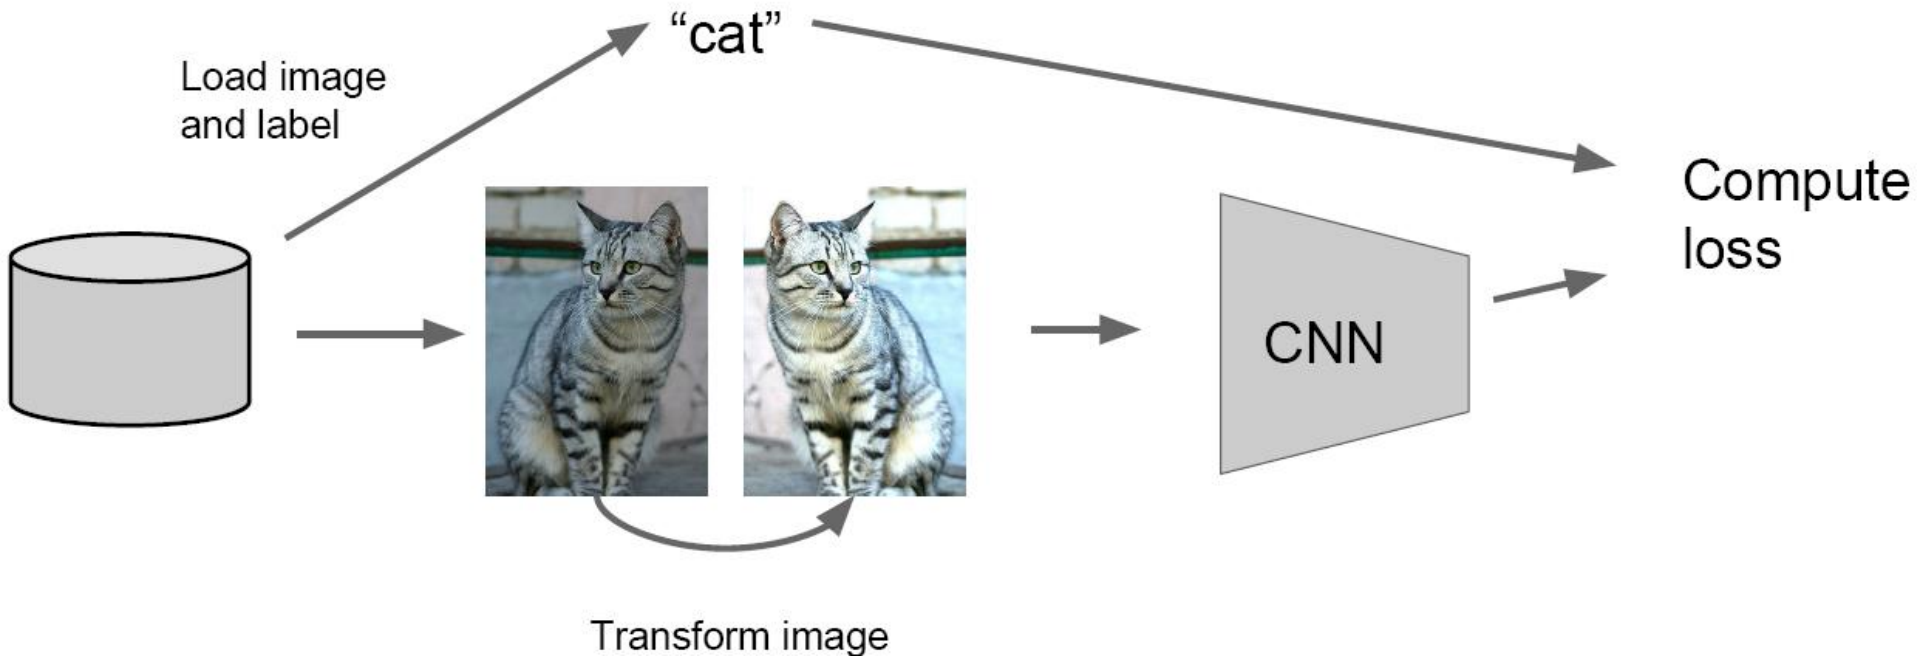 “cat”
Load image
and label
Compute
loss
CNN
Transform image